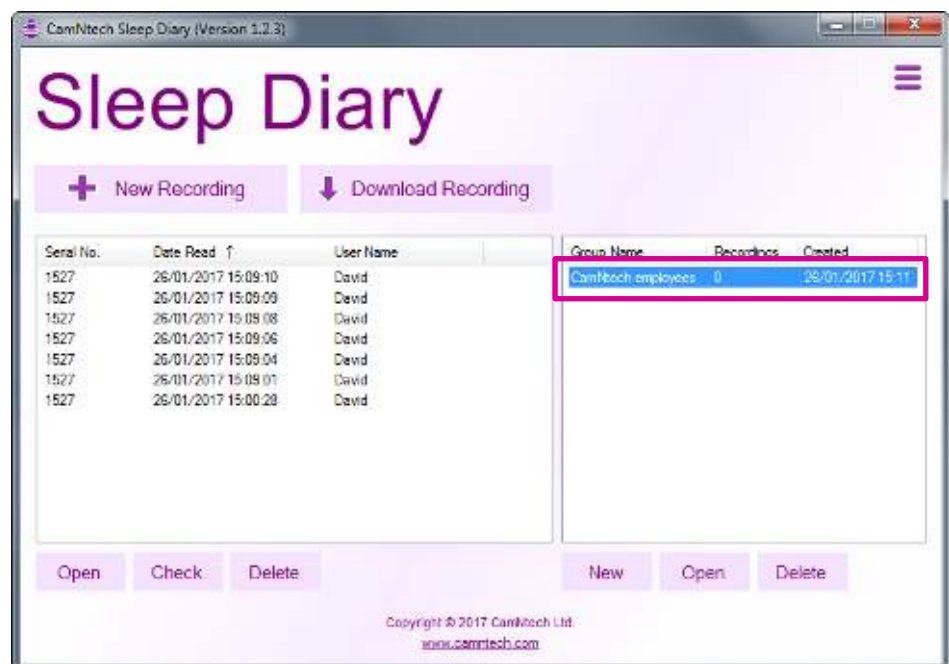 CamNtech Sleep Diary (Version 1.2.3)
Sleep Diary
New Recording
Download Recording
Serial No. Date Read ↑ User Name
1527 26/01/2017 15:09:10 David
1527 26/01/2017 15:09:09 David
1527 26/01/2017 15:09:08 David
1527 26/01/2017 15:09:06 David
1527 26/01/2017 15:09:04 David
1527 26/01/2017 15:09:01 David
1527 26/01/2017 15:00:28 David
Group Name Recordings Created
CamNtech employees 0 26/01/2017 15:11
Open Check Delete
New Open Delete
Copyright © 2017 CamNtech Ltd
www.camntech.com